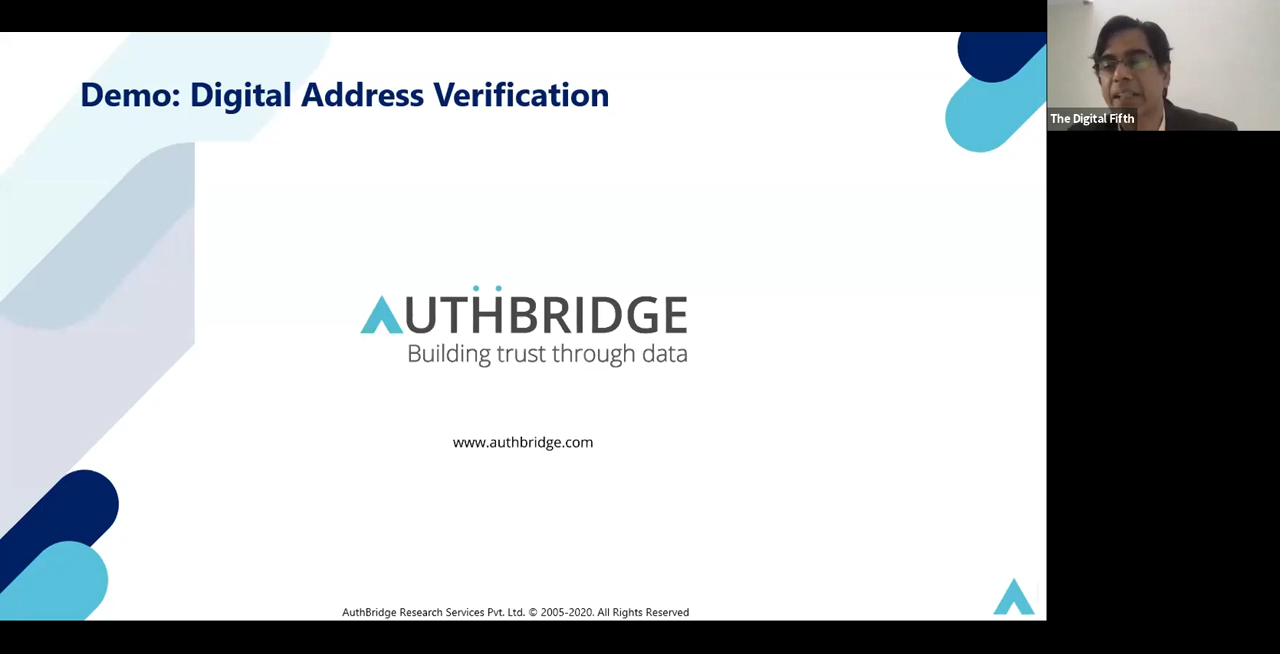 Demo: Digital Address Verification
The Digital Fifth
AUTHBRIDGE
Building trust through data
www.authbridge.com
AuthBridge Research Services Pvt. Ltd. © 2005-2020. All Rights Reserved